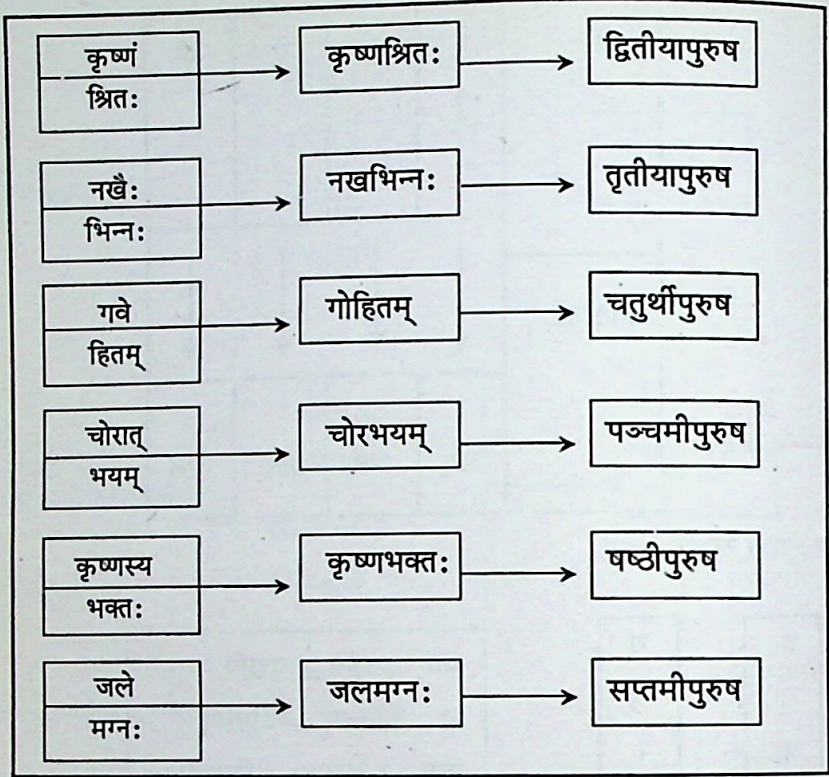 कृष्णं
श्रित:
कृष्णश्रित:
द्वितीयापुरुष
नखै:
भिन्न:
नखभिन्न:
तृतीयापुरुष
गवे
हितम्
गोहितम्
चतुर्थीपुरुष
चोरात्
भयम्
चोरभयम्
पञ्चमीपुरुष
कृष्णस्य
भक्त:
कृष्णभक्त:
षष्ठीपुरुष
जले
मग्न:
जलमग्न:
सप्तमीपुरुष